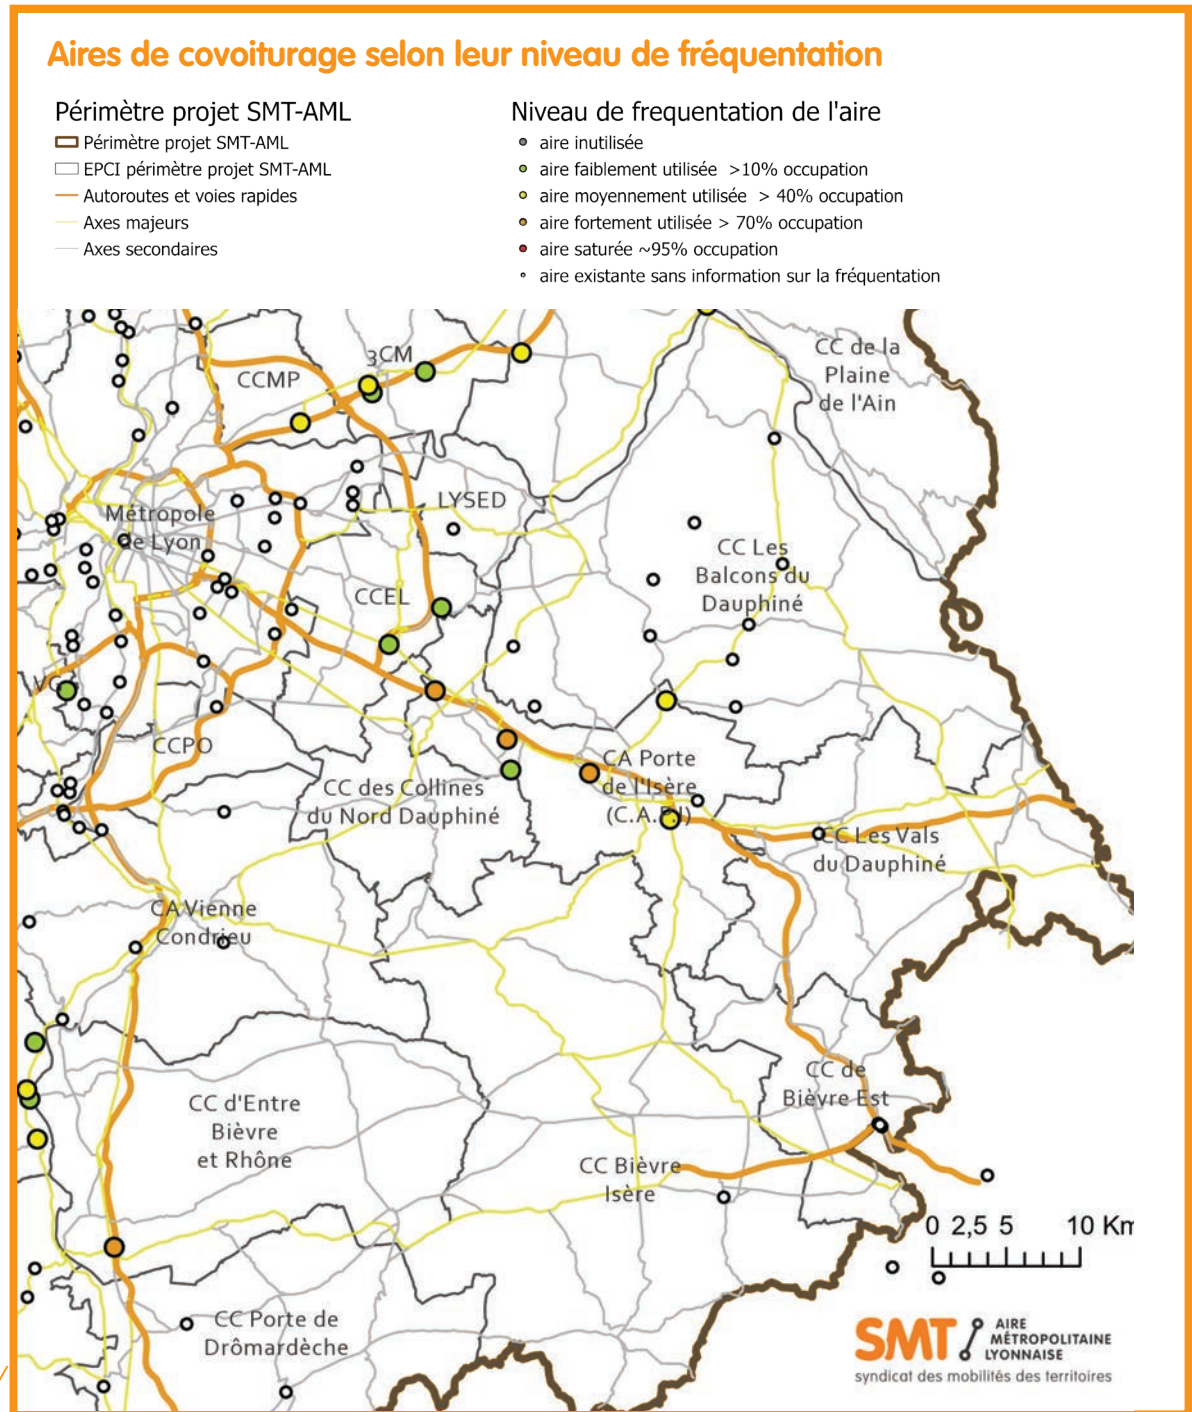 Aires de covoiturage selon leur niveau de fréquentation
Périmètre projet SMT-AML
Périmètre projet SMT-AML
EPCI périmètre projet SMT-AML
Autoroutes et voies rapides
Axes majeurs
Axes secondaires
Niveau de frequentation de l'aire
aire inutilisée
aire faiblement utilisée >10% occupation
aire moyennement utilisée > 40% occupation
aire fortement utilisée > 70% occupation
aire saturée ~95% occupation
aire existante sans information sur la fréquentation
3CM
CCMP
CC de la
Plaine
de l'Ain
LYSED
Métropole
de Lyon
CC Les
Balcons du
Dauphiné
CCEL
CCPO
CA Porte
de l'Isère
(C.A.P.I)
CC des Collines
du Nord Dauphiné
CC Les Vals
du Dauphiné
CA Vienne
Condrieu
CC de
Bièvre Est
CC d'Entre
Bièvre
et Rhône
CC Bièvre
Isère
0 2,5 5 10 Km
CC Porte de
Drômardèche
SMT
AIRE
MÉTROPOLITAINE
LYONNAISE
syndicat des mobilités des territoires